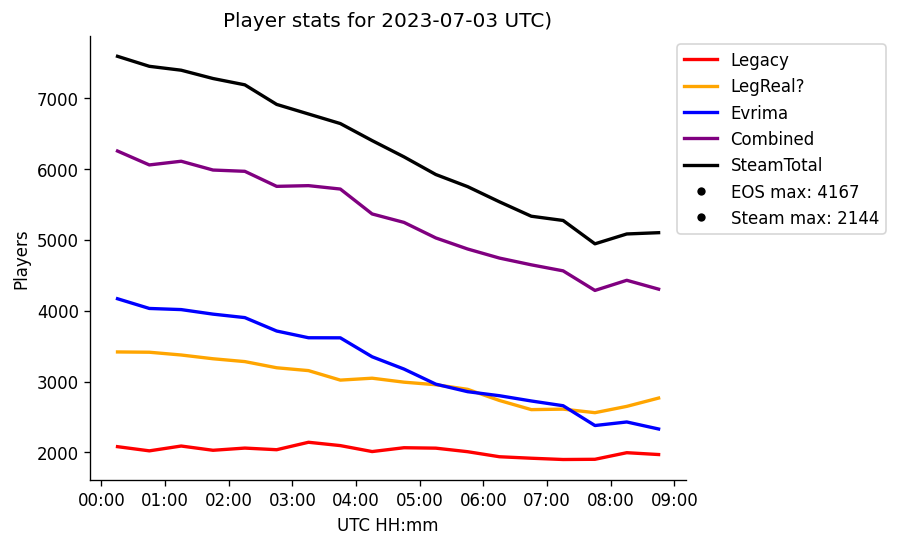 Player stats for 2023-07-03 UTC)
Legacy
LegReal?
Evrima
Combined
SteamTotal
EOS max: 4167
Steam max: 2144
Players
7000
6000
5000
4000
3000
2000
00:00 01:00 02:00 03:00 04:00 05:00 06:00 07:00 08:00 09:00
UTC HH:mm